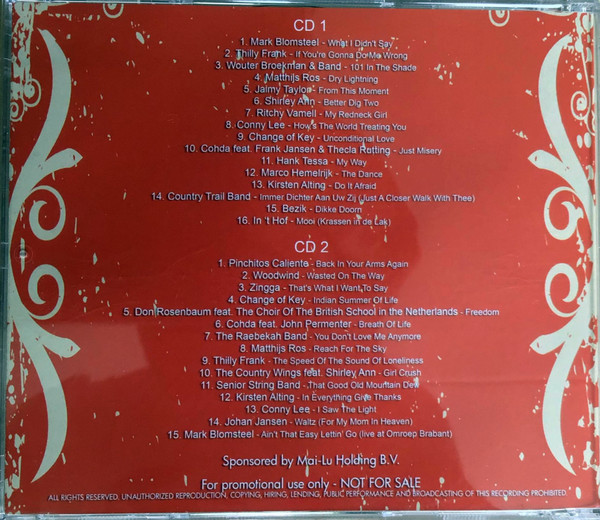 CD 1
1. Mark Blomsteel - What I Didn't Say
2. Thilly Frank - If You're Gonna Do Me Wrong
3. Wouter Broekman & Band - 101 In The Shade
4. Matthijs Ros - Dry Lightning
5. Jaimy Taylor - From This Moment
6. Shirley Ann - Better Dig Two
7. Ritchy Vamell - My Redneck Girl
8. Conny Lee - How's The World Treating You
9. Change of Key - Unconditional Love
10. Cohda feat. Frank Jansen & Thecla Rotting - Just Misery
11. Hank Tessa - My Way
12. Marco Hemelrijk - The Dance
13. Kirsten Alting - Do It Afraid
14. Country Trail Band - Immer Dichter Aan Uw Zij (Just A Closer Walk With Thee)
15. Bezik - Dikke Doorn
16. In 't Hof - Mooi (Krassen in de Lak)
CD 2
1. Pinchitos Caliente - Back In Your Arms Again
2. Woodwind - Wasted On The Way
3. Zingga - That's What I Want To Say
4. Change of Key - Indian Summer Of Life
5. Don Rosenbaum feat. The Choir Of The British School in the Netherlands - Freedom
6. Cohda feat. John Permenter - Breath Of Life
7. The Raebekah Band - You Don't Love Me Anymore
8. Matthijs Ros - Reach For The Sky
9. Thilly Frank - The Speed Of The Sound Of Loneliness
10. The Country Wings feat. Shirley Ann - Girl Crush
11. Senior String Band - That Good Old Mountain Dew
12. Kirsten Alting - In Everything Give Thanks
13. Conny Lee - I Saw The Light
14. Johan Jansen - Waltz (For My Mom In Heaven)
15. Mark Blomsteel - Ain't That Easy Lettin' Go (live at Omroep Brabant)
Sponsored by Mai-Lu Holding B.V.
For promotional use only - NOT FOR SALE
ALL RIGHTS RESERVED. UNAUTHORIZED REPRODUCTION, COPYING, HIRING, LENDING, PUBLIC PERFORMANCE AND BROADCASTING OF THIS RECORDING PROHIBITED.